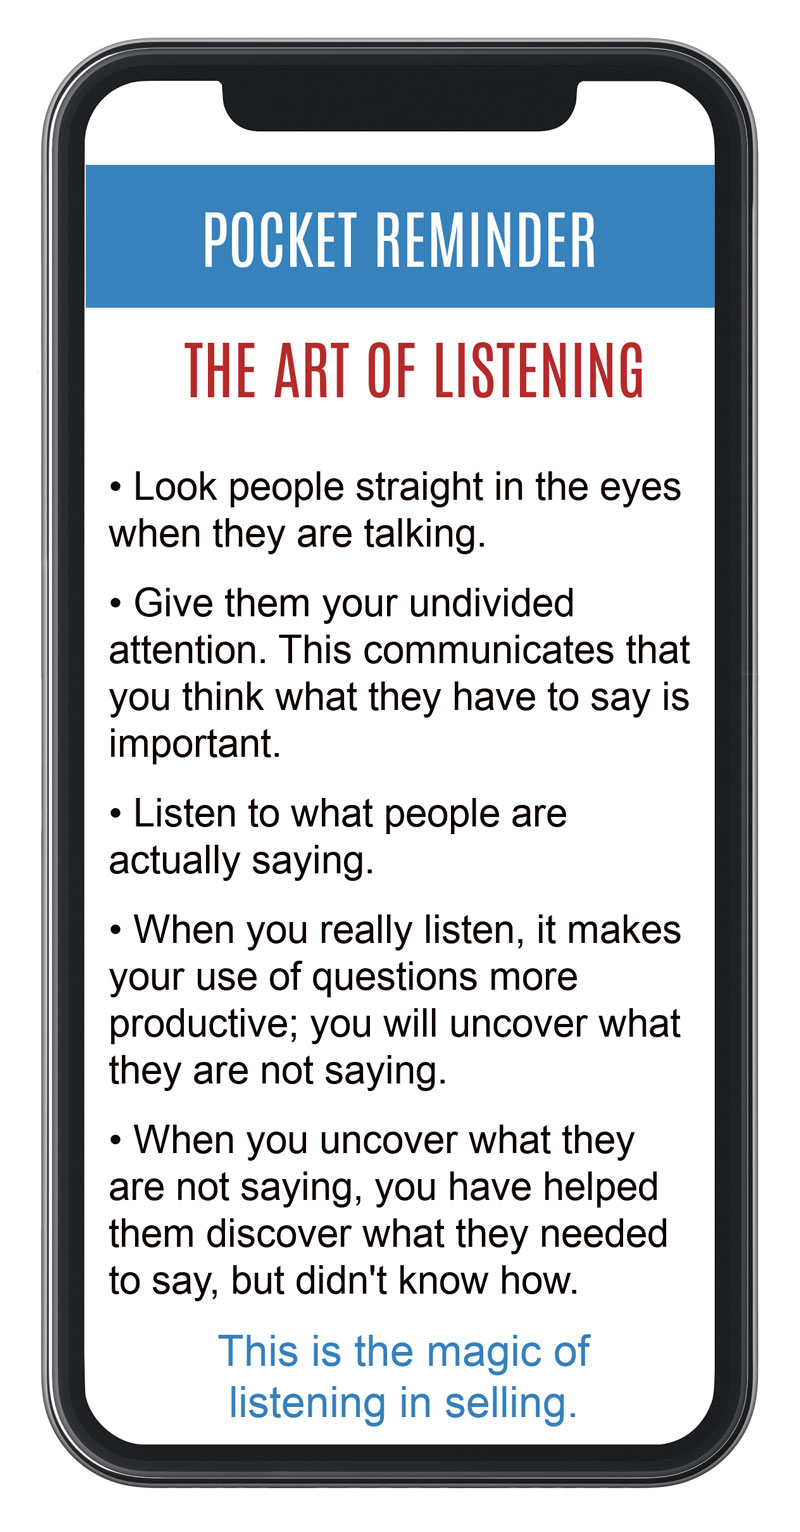 POCKET REMINDER
THE ART OF LISTENING
• Look people straight in the eyes
when they are talking.
• Give them your undivided
attention. This communicates that
you think what they have to say is
important.
• Listen to what people are
actually saying.
• When you really listen, it makes
your use of questions more
productive; you will uncover what
they are not saying.
• When you uncover what they
are not saying, you have helped
them discover what they needed
to say, but didn't know how.
This is the magic of
listening in selling.